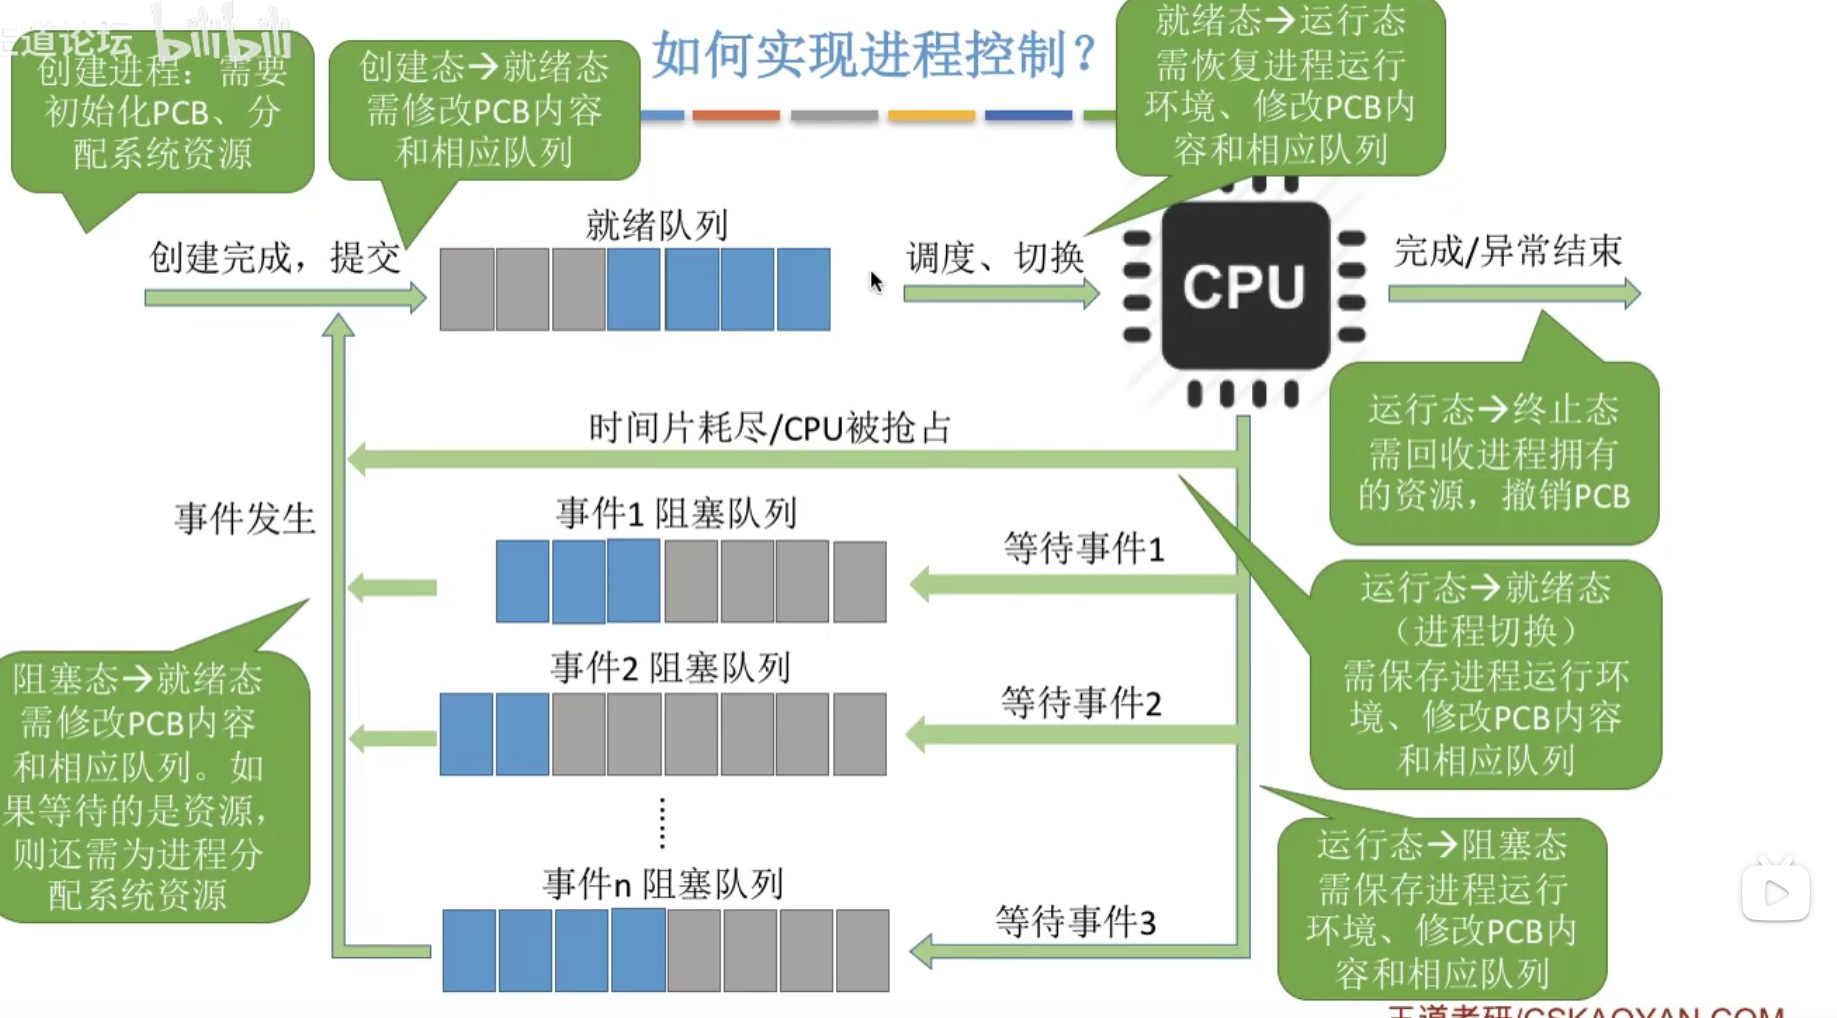 王道论坛 bilibili
如何实现进程控制？
创建进程：需要
初始化PCB、分
配系统资源
创建态→就绪态
需修改PCB内容
和相应队列
就绪态→运行态
需恢复进程运行
环境、修改PCB内
容和相应队列
创建完成，提交
就绪队列
调度、切换
CPU
完成/异常结束
时间片耗尽/CPU被抢占
运行态→终止态
需回收进程拥有
的资源，撤销PCB
事件发生
事件1 阻塞队列
等待事件1
运行态→就绪态
（进程切换）
需保存进程运行环
境、修改PCB内容
和相应队列
阻塞态→就绪态
需修改PCB内容
和相应队列。如
果等待的是资源，
则还需为进程分
配系统资源
事件2 阻塞队列
等待事件2
……
事件n 阻塞队列
等待事件3
运行态→阻塞态
需保存进程运行
环境、修改PCB内
容和相应队列
王道考研/CSKAOYAN.COM